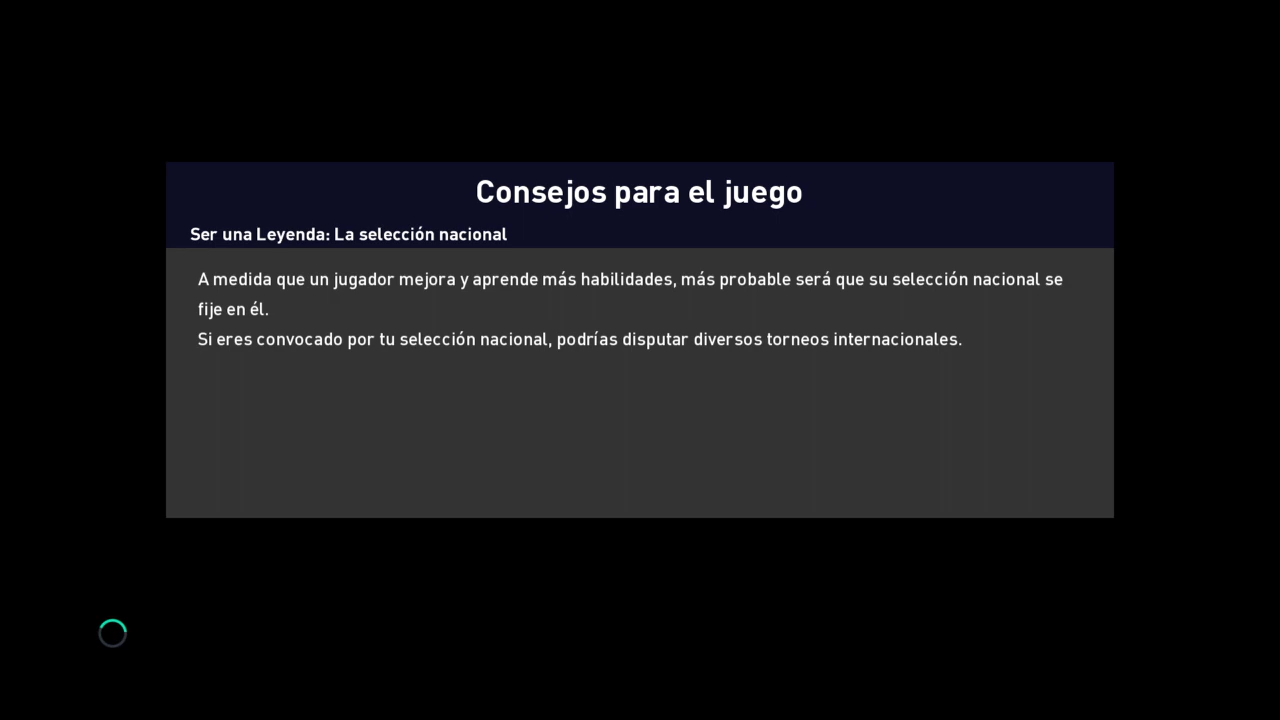 Consejos para el juego
Ser una Leyenda: La selección nacional
A medida que un jugador mejora y aprende más habilidades, más probable será que su selección nacional se
fije en él.
Si eres convocado por tu selección nacional, podrías disputar diversos torneos internacionales.